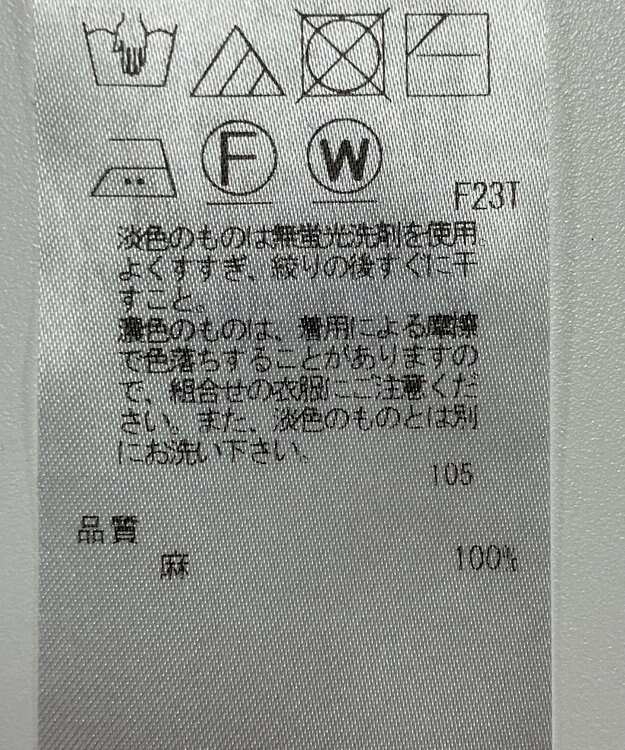 F W
F23T
淡色のものは無蛍光洗剤を使用
よくすすぎ、絞りの後すぐに干
すこと。
濃色のものは、着用による摩擦
で色落ちすることがありますの
で、組合せの衣服にご注意くだ
さい。また、淡色のものとは別
にお洗い下さい。
105
品質
麻 100%